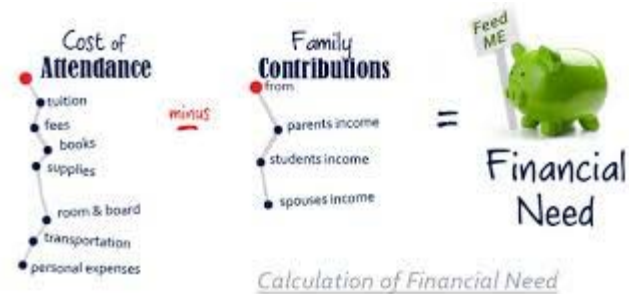 Cost of
Attendance
tuition
fees
books
supplies
room & board
transportation
personal expenses
minus
Family
Contributions
from
parents income
students income
spouses income
=
Feed
ME
Financial
Need
Calculation of Financial Need